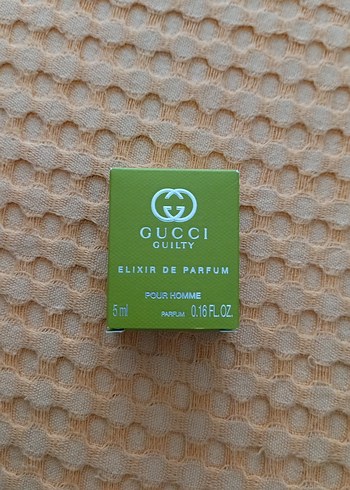 GUCCI
GUILTY
ELIXIR DE PARFUM
POUR HOMME
5 ml PARFUM 0.16 FL.OZ.